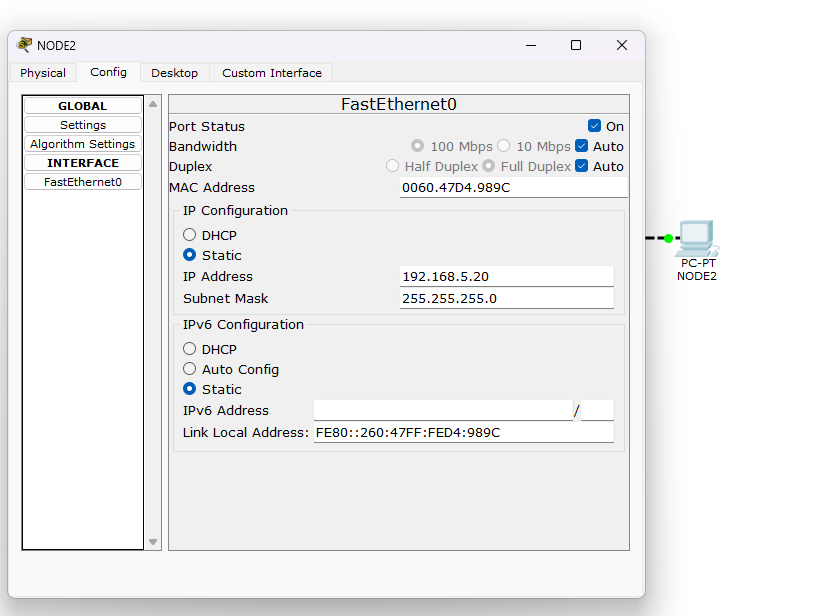 NODE2
Physical Config Desktop Custom Interface
GLOBAL
Settings
Algorithm Settings
INTERFACE
FastEthernet0
FastEthernet0
Port Status On
Bandwidth 100 Mbps 10 Mbps Auto
Duplex Half Duplex Full Duplex Auto
MAC Address 0060.47D4.989C
IP Configuration
DHCP
Static
IP Address 192.168.5.20
Subnet Mask 255.255.255.0
IPv6 Configuration
DHCP
Auto Config
Static
IPv6 Address /
Link Local Address: FE80::260:47FF:FED4:989C
PC-PT
NODE2